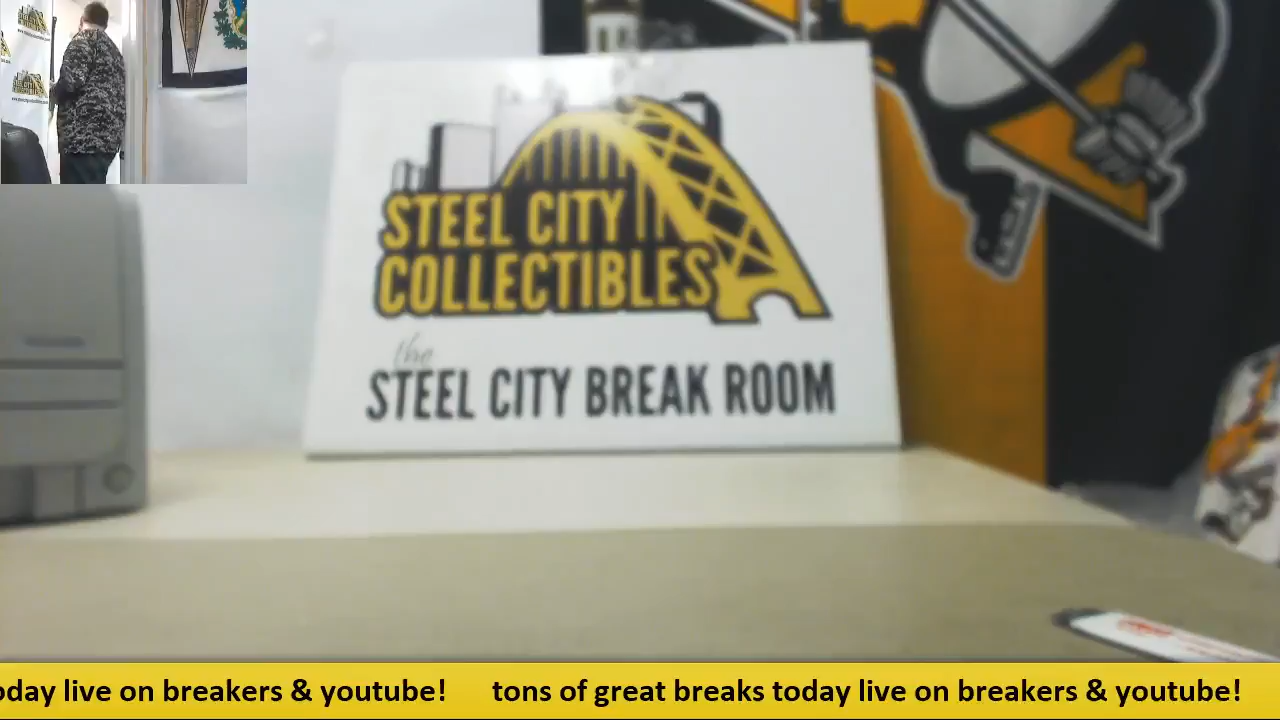 STEEL CITY
COLLECTIBLES
the
STEEL CITY BREAK ROOM
oday live on breakers & youtube! tons of great breaks today live on breakers & youtube!